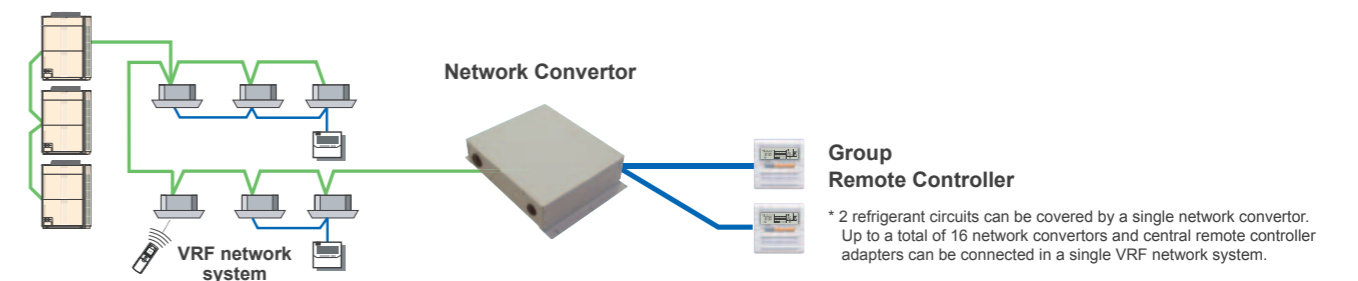 Network Convertor
Group
Remote Controller
* 2 refrigerant circuits can be covered by a single network convertor.
Up to a total of 16 network convertors and central remote controller
adapters can be connected in a single VRF network system.
VRF network
system